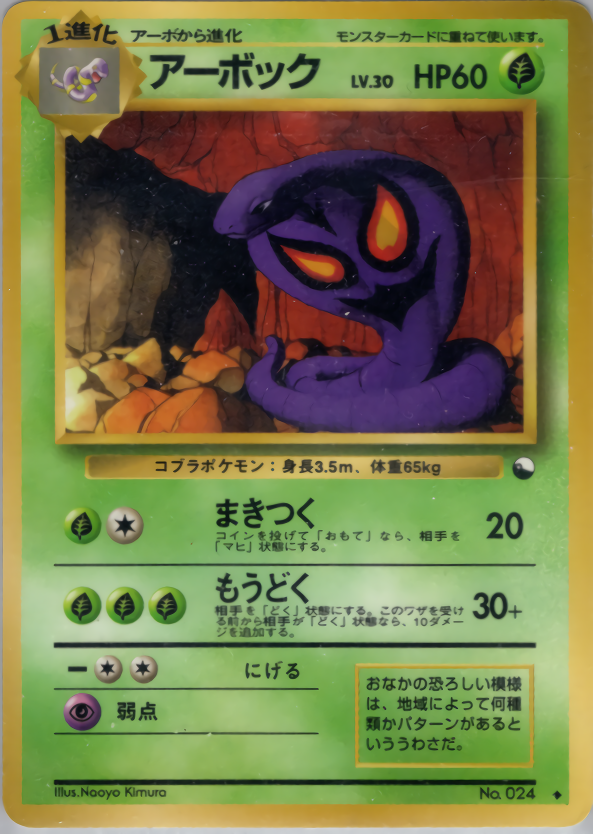 1進化
アーボから進化
モンスターカードに重ねて使います。
アーボック LV.30 HP60
コブラポケモン：身長3.5m、体重65kg
まきつく 20
コインを投げて「おもて」なら、相手を
「マヒ」状態にする。
もうどく 30+
相手を「どく」状態にする。このワザを受け
る前から相手が「どく」状態なら、10ダメー
ジを追加する。
にげる
弱点
おなかの恐ろしい模様
は、地域によって何種
類かパターンがあると
いううわさだ。
Illus.Naoyo Kimura
No. 024